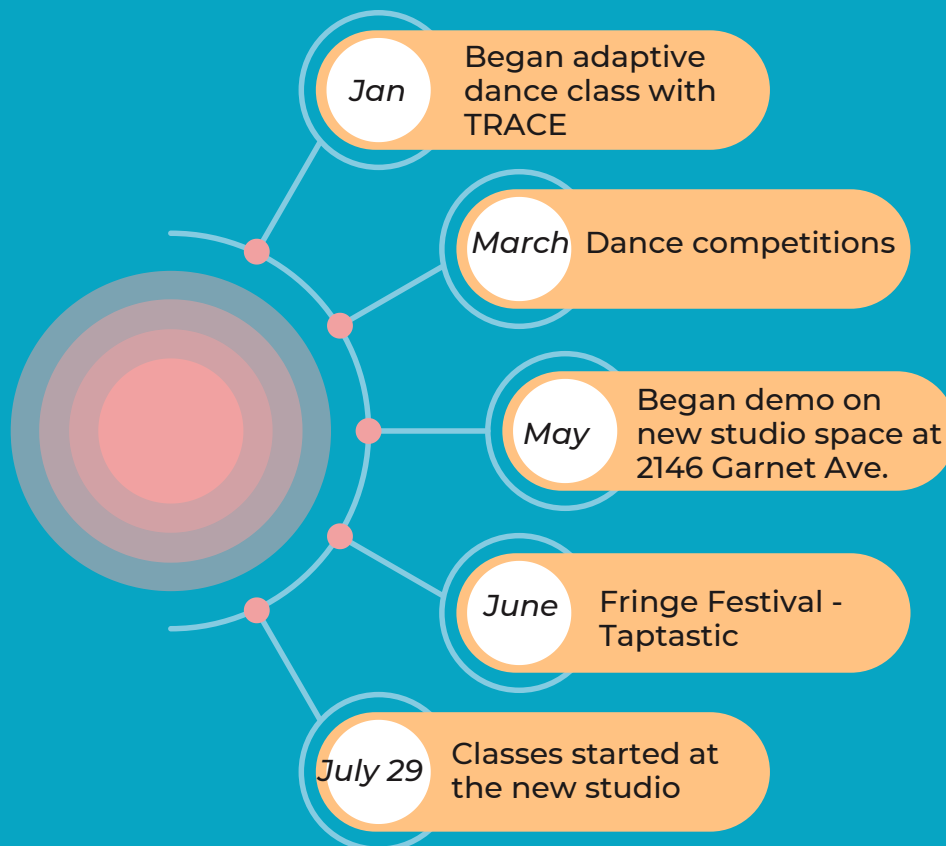 Jan
Began adaptive
dance class with
TRACE
March
Dance competitions
May
Began demo on
new studio space at
2146 Garnet Ave.
June
Fringe Festival -
Taptastic
July 29
Classes started at
the new studio